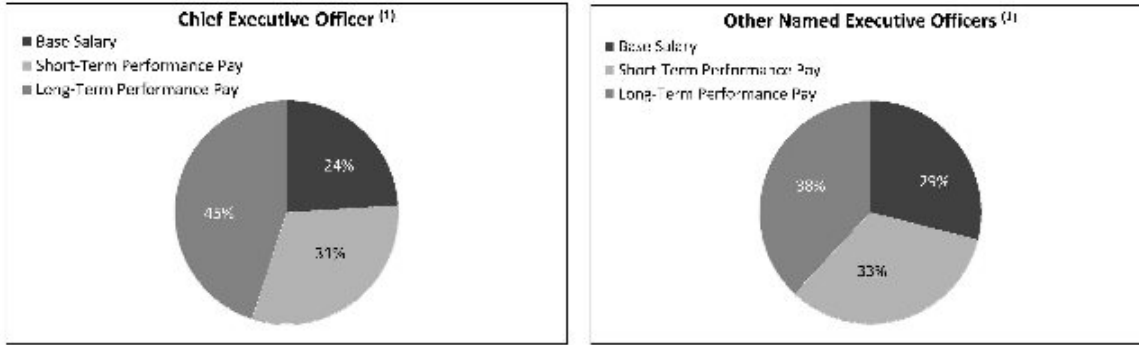 Chief Executive Officer (1)
Base Salary
Short-Term Performance Pay
Long-Term Performance Pay
24%
45%
31%
Other Named Executive Officers (1)
Base Salary
Short-Term Performance Pay
Long-Term Performance Pay
29%
38%
33%